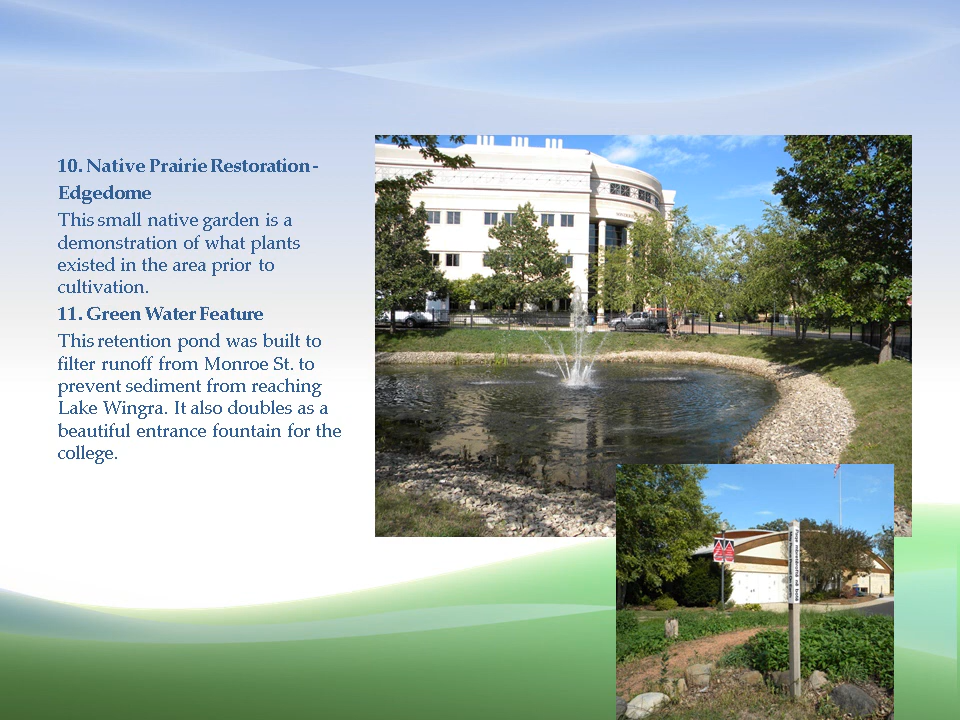 10. Native Prairie Restoration-
Edgedome
This small native garden is a
demonstration of what plants
existed in the area prior to
cultivation.
11. Green Water Feature
This retention pond was built to
filter runoff from Monroe St. to
prevent sediment from reaching
Lake Wingra. It also doubles as a
beautiful entrance fountain for the
college.